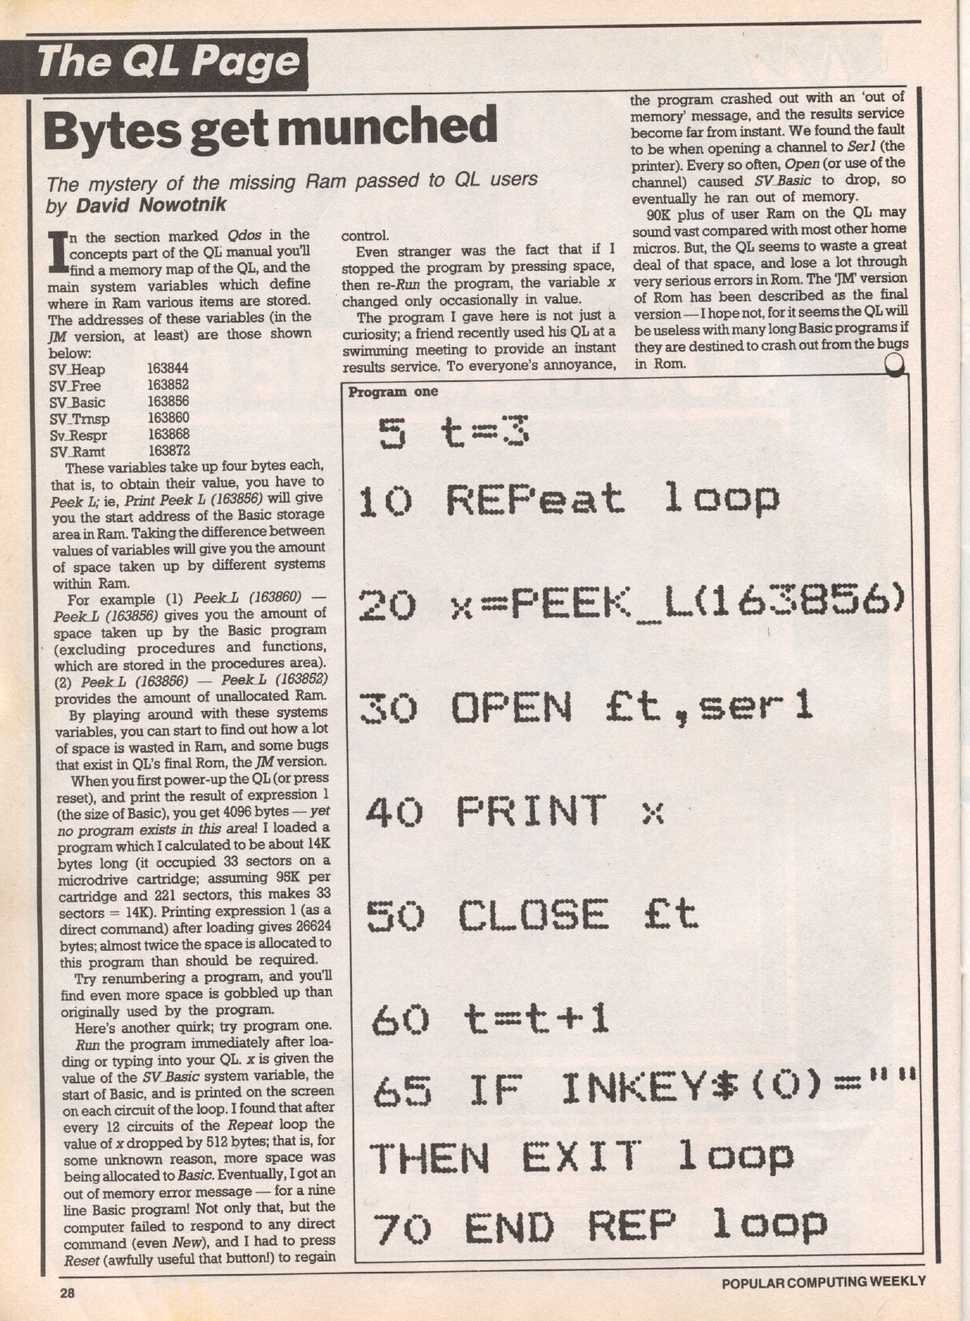 The QL Page
Bytes get munched
The mystery of the missing Ram passed to QL users
by David Nowotnik
In the section marked Qdos in the
concepts part of the QL manual you'll
find a memory map of the QL, and the
main system variables which define
where in Ram various items are stored.
The addresses of these variables (in the
JM version, at least) are those shown
below:
SV_Heap 163844
SV_Free 163852
SV_Basic 163856
SV_Trnsp 163860
Sv_Respr 163868
SV_Ramt 163872
These variables take up four bytes each,
that is, to obtain their value, you have to
Peek L; ie, Print Peek L (163856) will give
you the start address of the Basic storage
area in Ram. Taking the difference between
values of variables will give you the amount
of space taken up by different systems
within Ram.
For example (1) Peek_L (163860) —
Peek_L (163856) gives you the amount of
space taken up by the Basic program
(excluding procedures and functions,
which are stored in the procedures area).
(2) Peek_L (163856) — Peek_L (163852)
provides the amount of unallocated Ram.
By playing around with these systems
variables, you can start to find out how a lot
of space is wasted in Ram, and some bugs
that exist in QL's final Rom, the JM version.
When you first power-up the QL (or press
reset), and print the result of expression 1
(the size of Basic), you get 4096 bytes — yet
no program exists in this area! I loaded a
program which I calculated to be about 14K
bytes long (it occupied 33 sectors on a
microdrive cartridge; assuming 95K per
cartridge and 221 sectors, this makes 33
sectors = 14K). Printing expression 1 (as a
direct command) after loading gives 26624
bytes; almost twice the space is allocated to
this program than should be required.
Try renumbering a program, and you'll
find even more space is gobbled up than
originally used by the program.
Here's another quirk; try program one.
Run the program immediately after loa-
ding or typing into your QL. x is given the
value of the SV_Basic system variable, the
start of Basic, and is printed on the screen
on each circuit of the loop. I found that after
every 12 circuits of the Repeat loop the
value of x dropped by 512 bytes; that is, for
some unknown reason, more space was
being allocated to Basic. Eventually, I got an
out of memory error message — for a nine
line Basic program! Not only that, but the
computer failed to respond to any direct
command (even New), and I had to press
Reset (awfully useful that button!) to regain
control.
Even stranger was the fact that if I
stopped the program by pressing space,
then re-Run the program, the variable x
changed only occasionally in value.
The program I gave here is not just a
curiosity; a friend recently used his QL at a
swimming meeting to provide an instant
results service. To everyone's annoyance,
the program crashed out with an 'out of
memory' message, and the results service
become far from instant. We found the fault
to be when opening a channel to Ser1 (the
printer). Every so often, Open (or use of the
channel) caused SV_Basic to drop, so
eventually he ran out of memory.
90K plus of user Ram on the QL may
sound vast compared with most other home
micros. But, the QL seems to waste a great
deal of that space, and lose a lot through
very serious errors in Rom. The 'JM' version
of Rom has been described as the final
version — I hope not, for it seems the QL will
be useless with many long Basic programs if
they are destined to crash out from the bugs
in Rom.
Program one
5 t=3
10 REPeat loop
20 x=PEEK_L(163856)
30 OPEN £t,ser1
40 PRINT x
50 CLOSE £t
60 t=t+1
65 IF INKEY$(0)=""
THEN EXIT loop
70 END REP loop
28
POPULAR COMPUTING WEEKLY